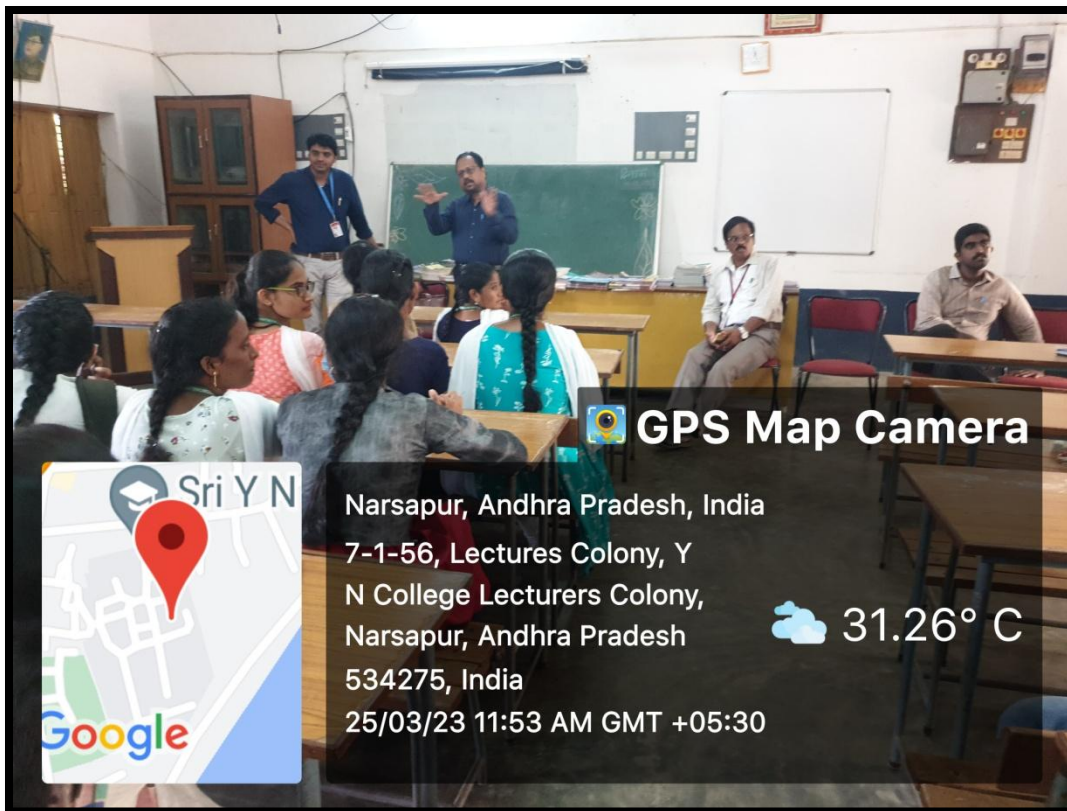 GPS Map Camera
Sri Y N
Google
Narsapur, Andhra Pradesh, India
7-1-56, Lectures Colony, Y
N College Lecturers Colony,
Narsapur, Andhra Pradesh
534275, India
25/03/23 11:53 AM GMT +05:30
31.26° C